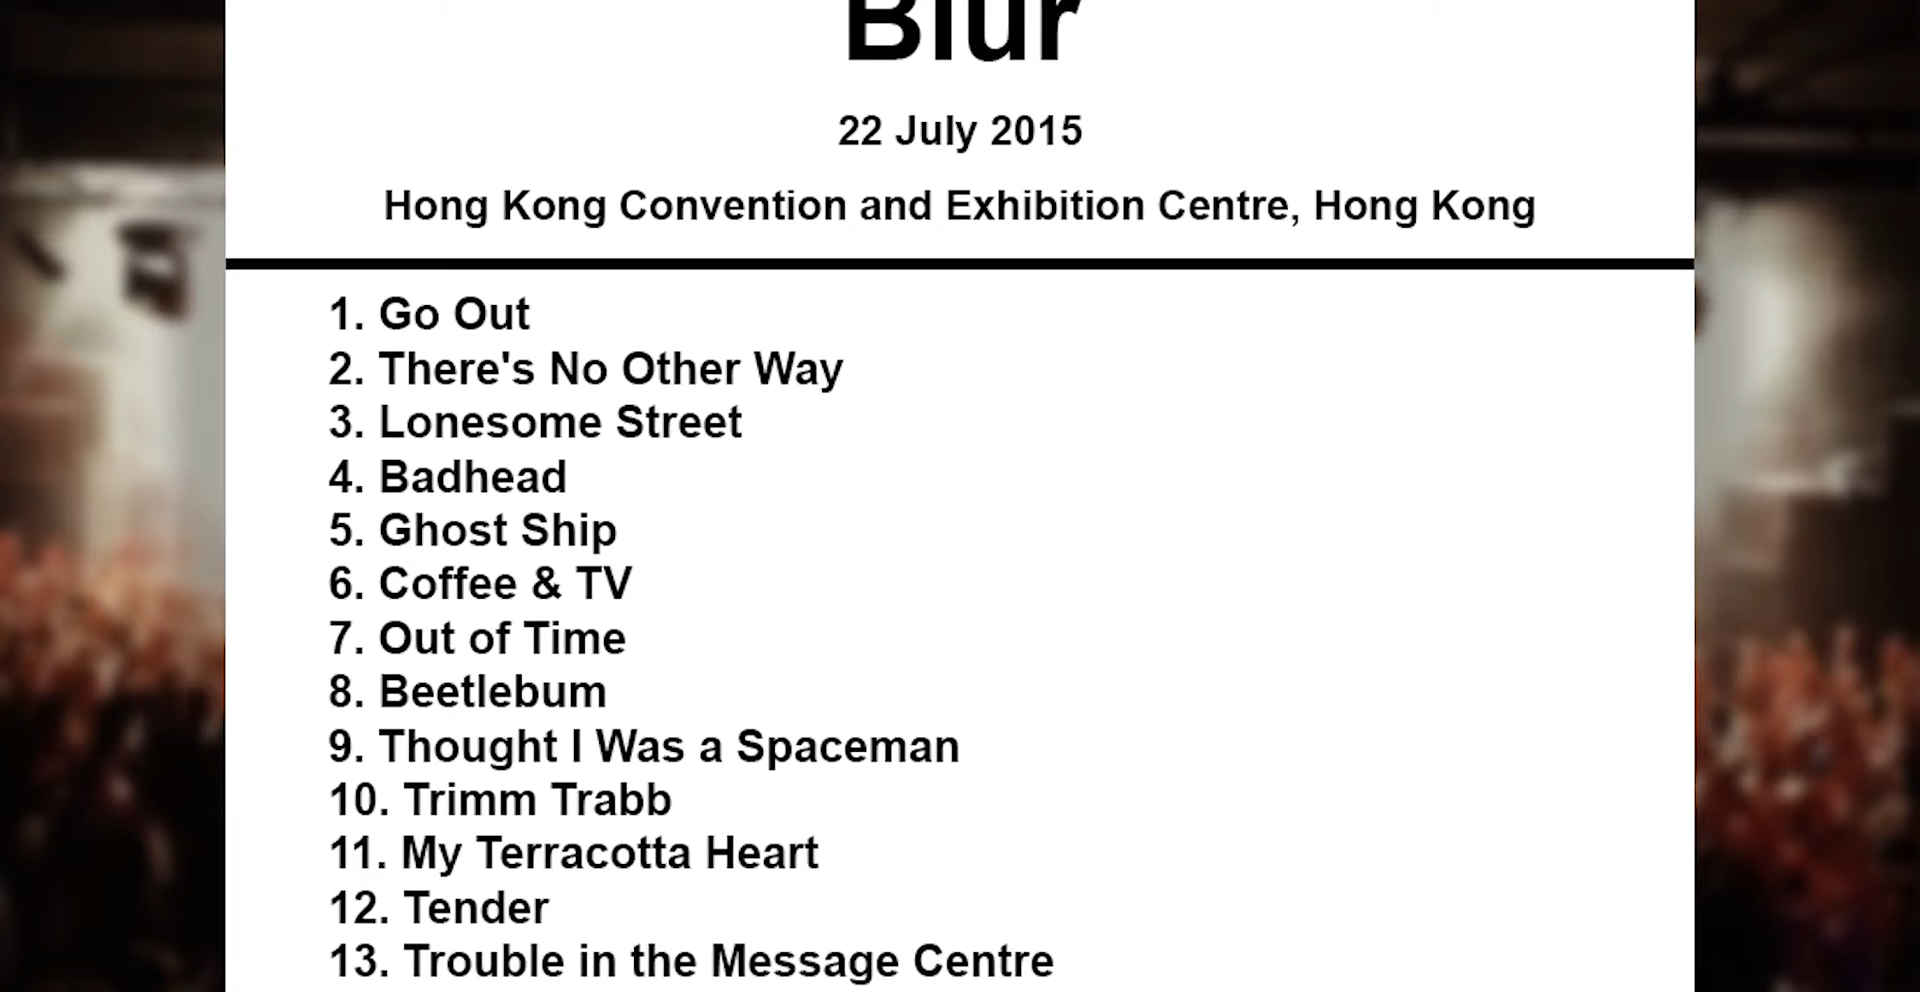 Blur
22 July 2015
Hong Kong Convention and Exhibition Centre, Hong Kong
1. Go Out
2. There's No Other Way
3. Lonesome Street
4. Badhead
5. Ghost Ship
6. Coffee & TV
7. Out of Time
8. Beetlebum
9. Thought I Was a Spaceman
10. Trimm Trabb
11. My Terracotta Heart
12. Tender
13. Trouble in the Message Centre